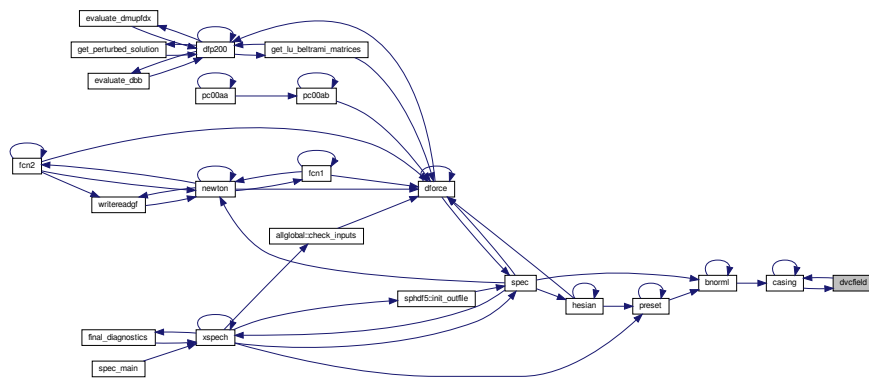 evaluate_dmupfdx
get_perturbed_solution
dfp200
get_lu_beltrami_matrices
evaluate_dbb
pc00aa
pc00ab
fcn2
fcn1
newton
dforce
writereadgf
allglobal::check_inputs
spec
bnorml
casing
dvcfield
sphdf5::init_outfile
hesian
preset
final_diagnostics
xspech
spec_main